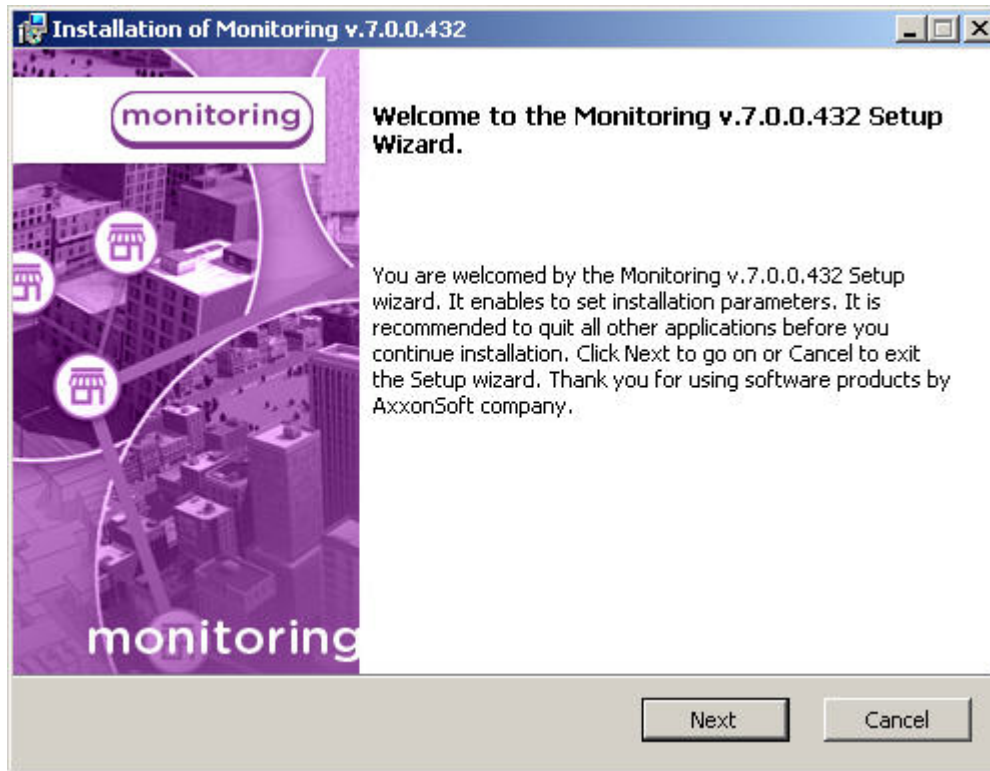 Installation of Monitoring v.7.0.0.432
monitoring
Welcome to the Monitoring v.7.0.0.432 Setup
Wizard.
You are welcomed by the Monitoring v.7.0.0.432 Setup
wizard. It enables to set installation parameters. It is
recommended to quit all other applications before you
continue installation. Click Next to go on or Cancel to exit
the Setup wizard. Thank you for using software products by
AxxonSoft company.
monitoring
Next
Cancel